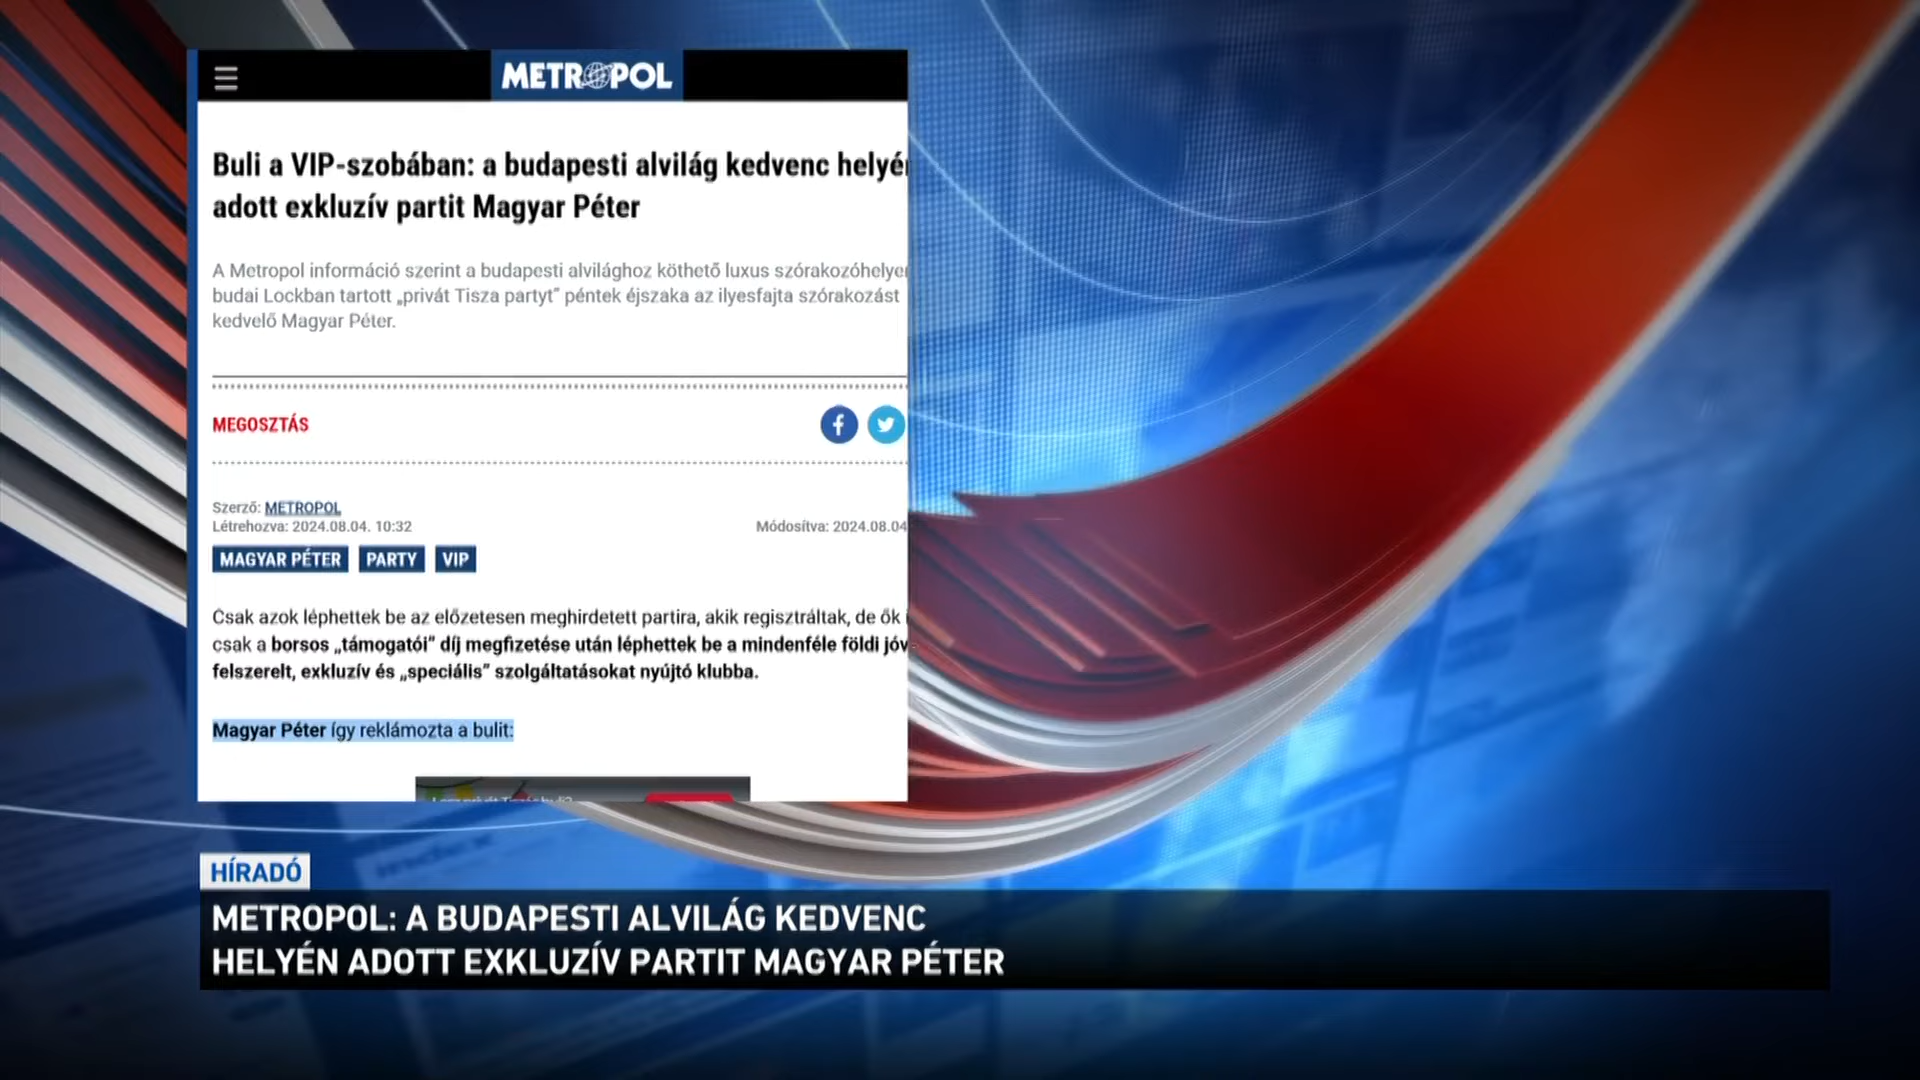 METROPOL
Buli a VIP-szobában: a budapesti alvilág kedvenc
adott exkluzív partit Magyar Péter
A Metropol információ szerint a budapesti alvilághoz köthető luxus
budai Lockban tartott „privát Tisza partyt” péntek éjszaka az ilyesfajta szórakozást
kedvelő Magyar Péter.
MEGOSZTÁS
Szerző: METROPOL
Létrehozva: 2024.08.04. 10:32
Módosítva: 2024.08.04
MAGYAR PÉTER PARTY VIP
Csak azok léphettek be az előzetesen meghirdetett partira, akik regisztráltak, de ők
csak a borsos „támogatói” díj megfizetése után léphettek be a mindenféle földi
felszerelt, exkluzív és „speciális” szolgáltatásokat nyújtó klubba.
Magyar Péter így reklámozta a bulit:
HÍRADÓ
METROPOL: A BUDAPESTI ALVILÁG KEDVENC
HELYÉN ADOTT EXKLUZÍV PARTIT MAGYAR PÉTER